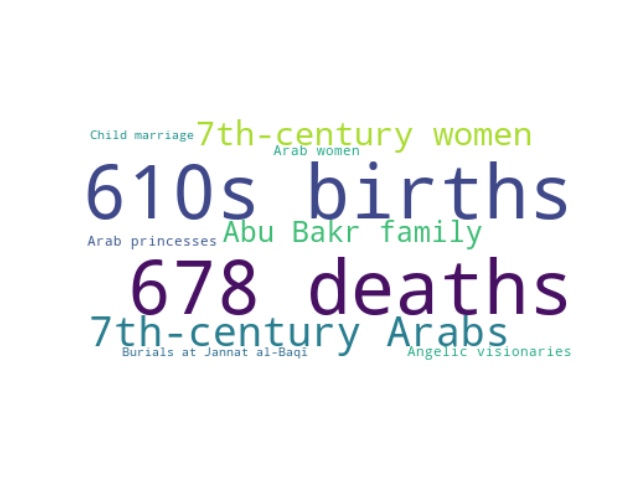 Child marriage
7th-century women
Arab women
610s births
Abu Bakr family
Arab princesses
678 deaths
7th-century Arabs
Burials at Jannat al-Baqī
Angelic visionaries